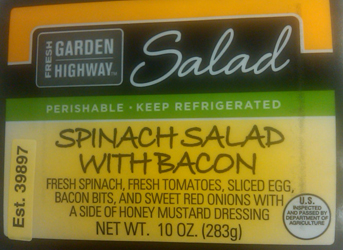 FRESH
GARDEN
HIGHWAY™
Salad
PERISHABLE • KEEP REFRIGERATED
SPINACH SALAD
WITH BACON
FRESH SPINACH, FRESH TOMATOES, SLICED EGG,
BACON BITS, AND SWEET RED ONIONS WITH
A SIDE OF HONEY MUSTARD DRESSING
NET WT. 10 OZ. (283g)
Est. 39897
U.S.
INSPECTED
AND PASSED BY
DEPARTMENT OF
AGRICULTURE